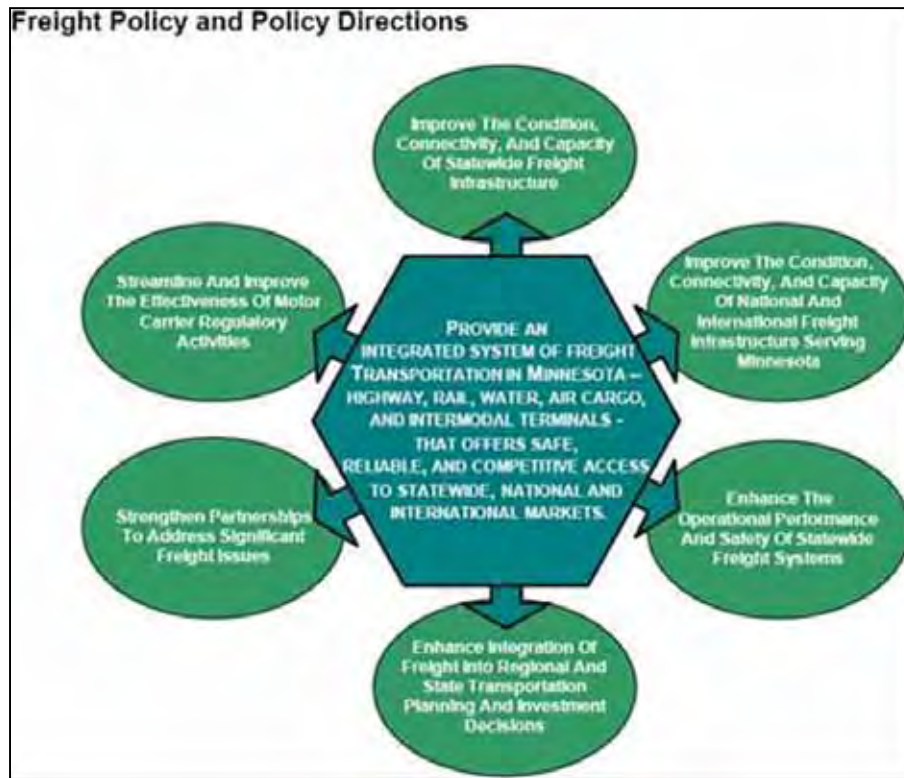 Freight Policy and Policy Directions
Improve The Condition,
Connectivity, And Capacity
Of Statewide Freight
Infrastructure
Streamline And Improve
The Effectiveness Of Motor
Carrier Regulatory
Activities
Improve The Condition,
Connectivity, And Capacity
Of National And
International Freight
Infrastructure Serving
Minnesota
PROVIDE AN
INTEGRATED SYSTEM OF FREIGHT
TRANSPORTATION IN MINNESOTA –
HIGHWAY, RAIL, WATER, AIR CARGO,
AND INTERMODAL TERMINALS -
THAT OFFERS SAFE,
RELIABLE, AND COMPETITIVE ACCESS
TO STATEWIDE, NATIONAL AND
INTERNATIONAL MARKETS.
Strengthen Partnerships
To Address Significant
Freight Issues
Enhance The
Operational Performance
And Safety Of Statewide
Freight Systems
Enhance Integration Of
Freight Into Regional And
State Transportation
Planning And Investment
Decisions